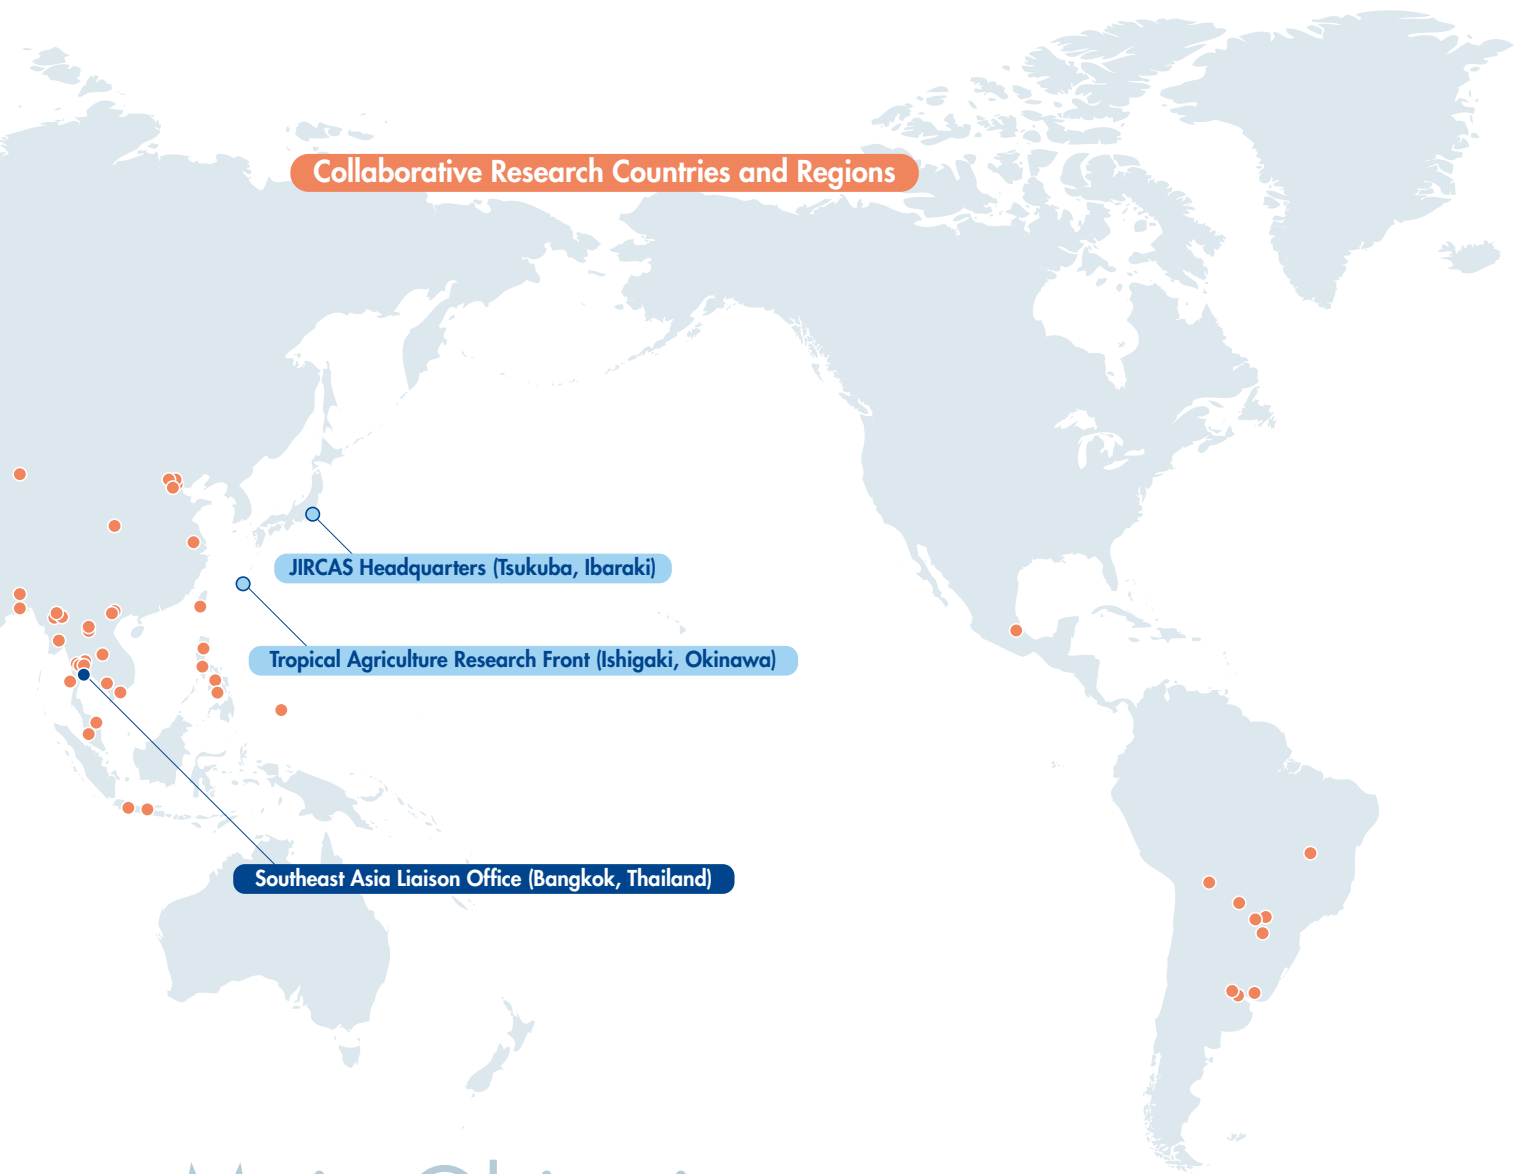 Collaborative Research Countries and Regions
JIRCAS Headquarters (Tsukuba, Ibaraki)
Tropical Agriculture Research Front (Ishigaki, Okinawa)
Southeast Asia Liaison Office (Bangkok, Thailand)